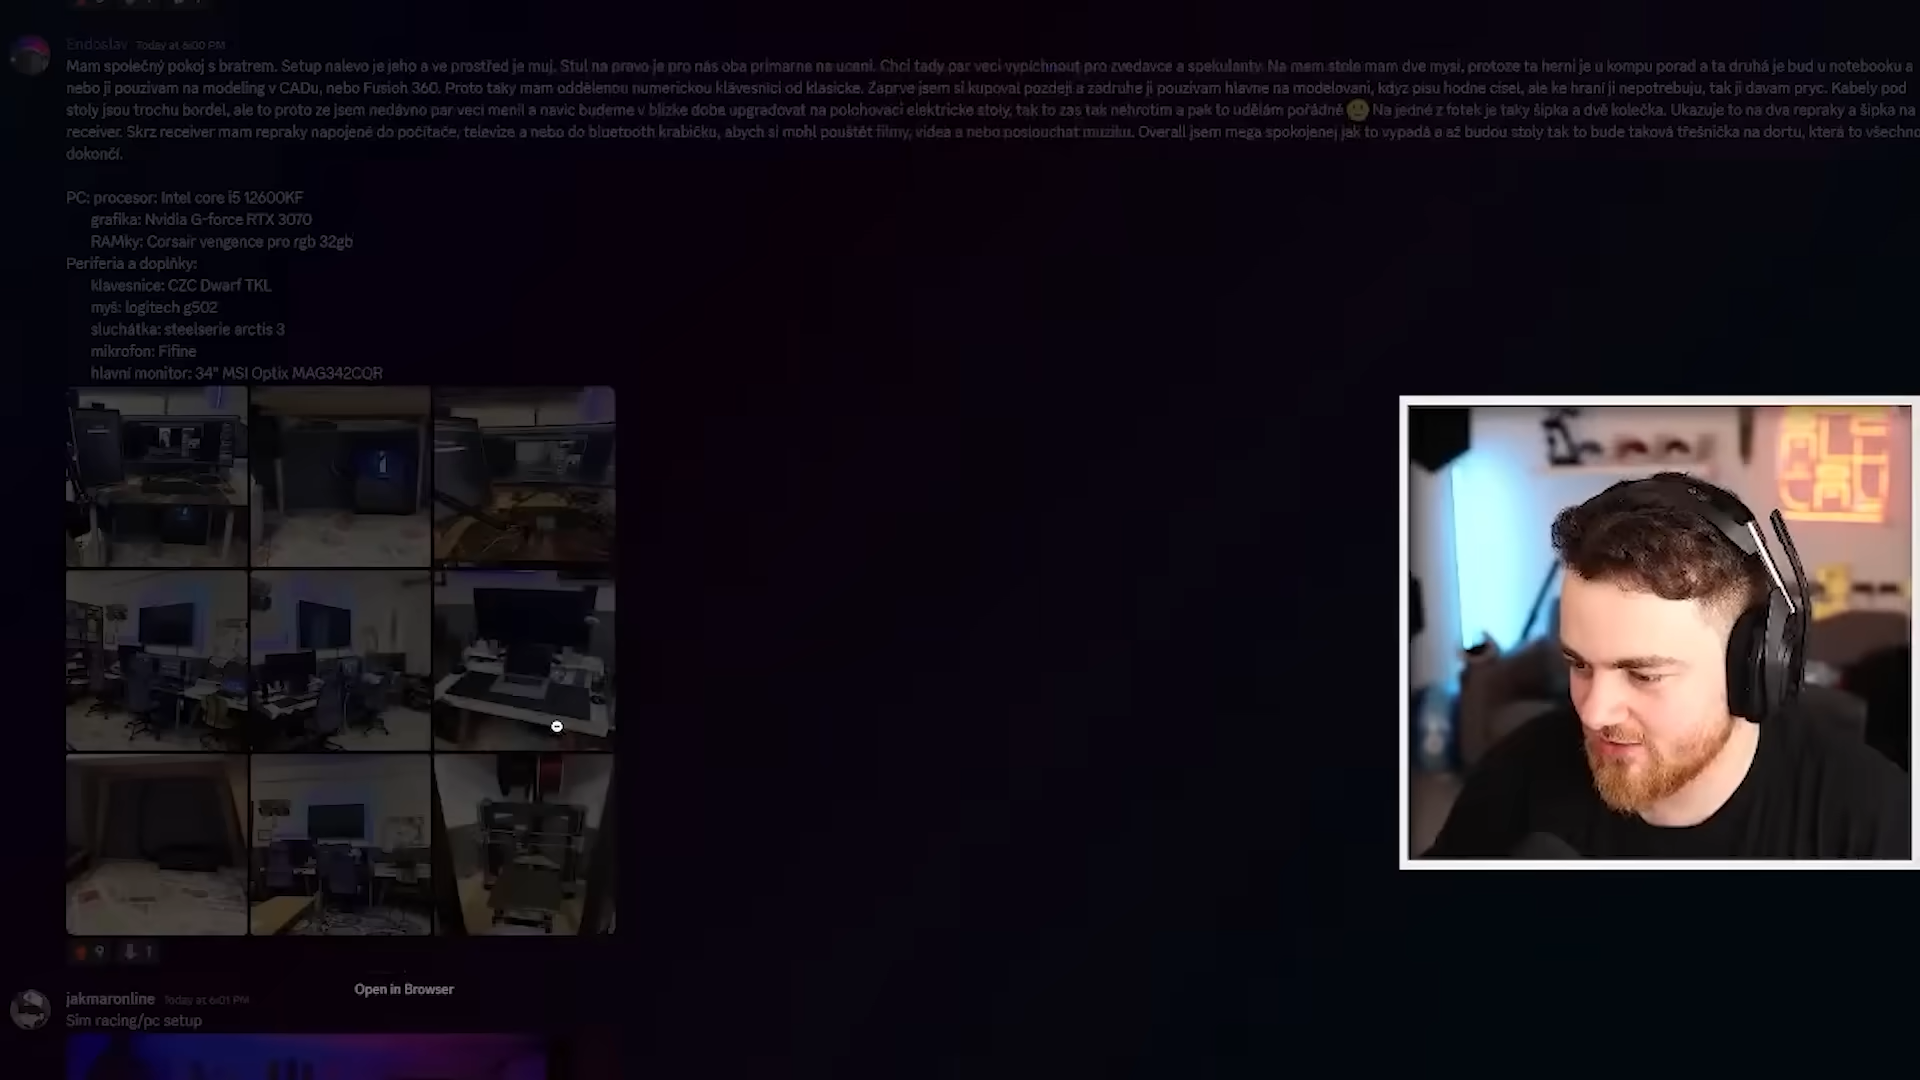 Endoslav Today at 6:00 PM
Mam společný pokoj s bratrem. Setup nalevo je jeho a ve prostřed je muj. Stul na pravo je pro nás oba primarne na uceni. Chci tady par veci vypichnout pro zvedavce a spekulanty. Na mem stole mam dve mysi, protoze ta herni je u kompu porad a ta druhá je bud u notebooku a
nebo ji pouzivam na modeling v CADu, nebo Fusion 360. Proto taky mam oddělenou numerickou klávesnici od klasicke. Zaprve jsem si kupoval pozdeji a zadruhe ji pouzivam hlavne na modelovani, kdyz pisu hodne cisel, ale ke hraní ji nepotrebuju, tak ji davam pryc. Kabely pod
stoly jsou trochu bordel, ale to proto ze jsem nedávno par veci menil a navic budeme v blizke dobe upgradovat na polohovaci elektricke stoly, tak to zas tak nehrotim a pak to udělám pořádně Na jedné z fotek je taky šipka a dvě kolečka. Ukazuje to na dva repraky a šipka na
receiver. Skrz receiver mam repraky napojené do počítače, televize a nebo do bluetooth krabičku, abych si mohl pouštět filmy, videa a nebo poslouchat muziku. Overall jsem mega spokojenej jak to vypadá a až budou stoly tak to bude taková třešnička na dortu, která to všechno
dokončí.
PC: procesor: Intel core i5 12600KF
grafika: Nvidia G-force RTX 3070
RAMky: Corsair vengence pro rgb 32gb
Periferia a doplňky:
klavesnice: CZC Dwarf TKL
myš: logitech g502
sluchátka: steelserie arctis 3
mikrofon: Fifine
hlavní monitor: 34" MSI Optix MAG342CQR
9 1
Open in Browser
jakmaronline Today at 6:01 PM
Sim racing/pc setup